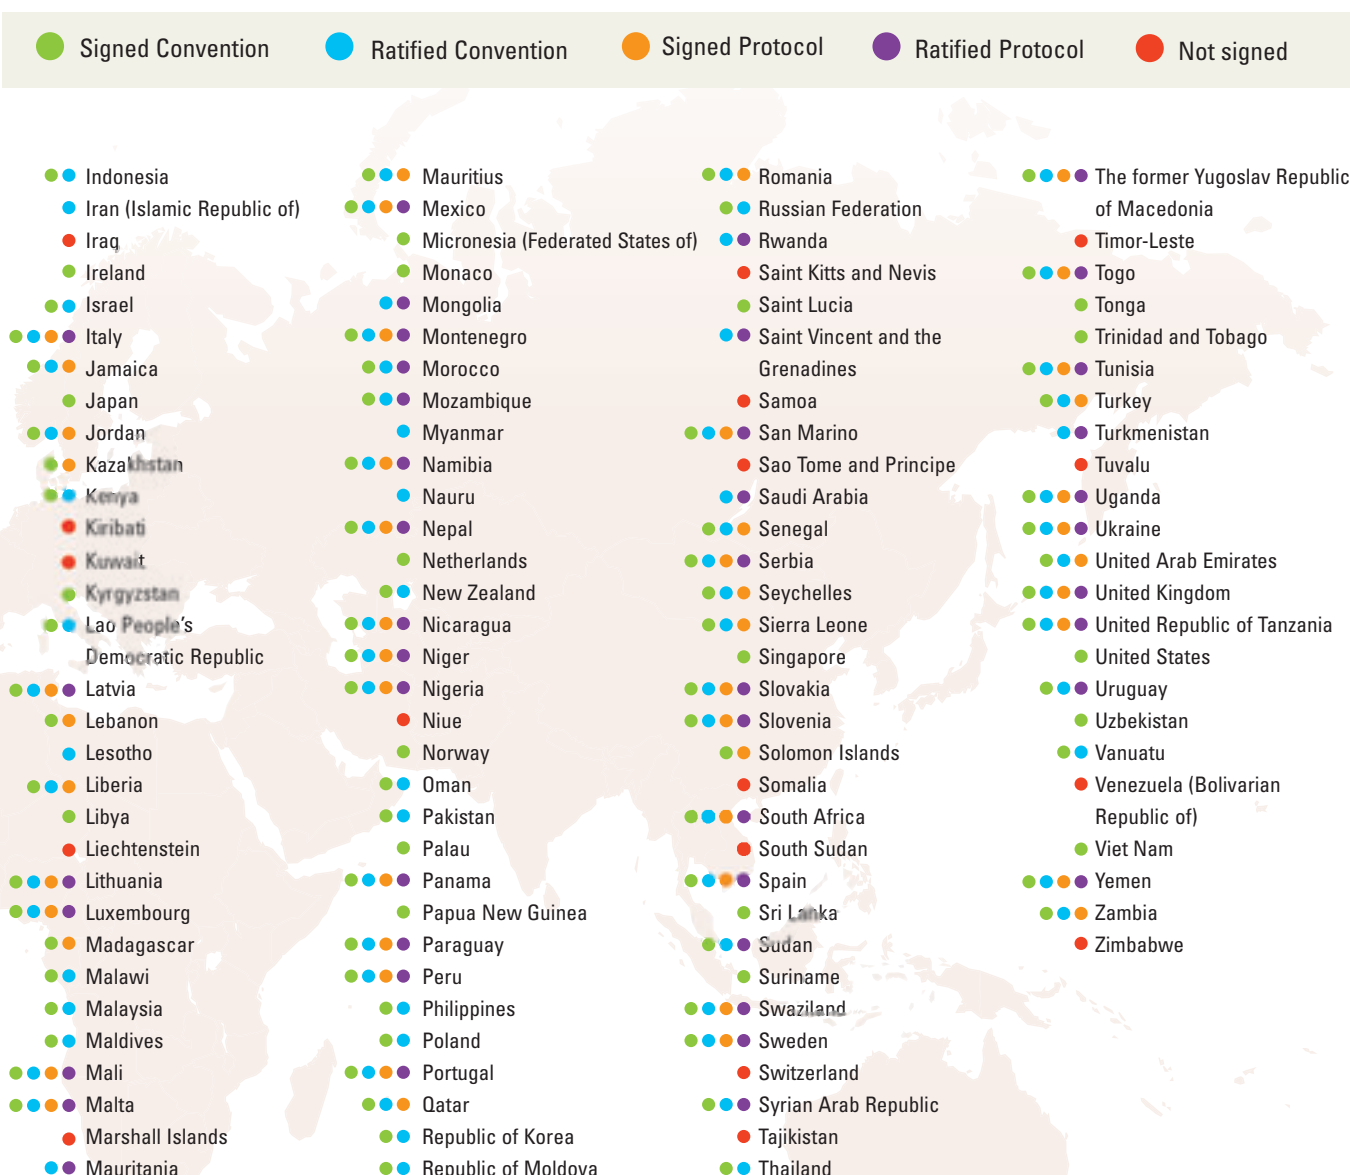 Signed Convention
Ratified Convention
Signed Protocol
Ratified Protocol
Not signed
Indonesia
Iran (Islamic Republic of)
Iraq
Ireland
Israel
Italy
Jamaica
Japan
Jordan
Kazakhstan
Kenya
Kiribati
Kuwait
Kyrgyzstan
Lao People's
Democratic Republic
Latvia
Lebanon
Lesotho
Liberia
Libya
Liechtenstein
Lithuania
Luxembourg
Madagascar
Malawi
Malaysia
Maldives
Mali
Malta
Marshall Islands
Mauritania
Mauritius
Mexico
Micronesia (Federated States of)
Monaco
Mongolia
Montenegro
Morocco
Mozambique
Myanmar
Namibia
Nauru
Nepal
Netherlands
New Zealand
Nicaragua
Niger
Nigeria
Niue
Norway
Oman
Pakistan
Palau
Panama
Papua New Guinea
Paraguay
Peru
Philippines
Poland
Portugal
Qatar
Republic of Korea
Republic of Moldova
Romania
Russian Federation
Rwanda
Saint Kitts and Nevis
Saint Lucia
Saint Vincent and the
Grenadines
Samoa
San Marino
Sao Tome and Principe
Saudi Arabia
Senegal
Serbia
Seychelles
Sierra Leone
Singapore
Slovakia
Slovenia
Solomon Islands
Somalia
South Africa
South Sudan
Spain
Sri Lanka
Sudan
Suriname
Swaziland
Sweden
Switzerland
Syrian Arab Republic
Tajikistan
Thailand
The former Yugoslav Republic
of Macedonia
Timor-Leste
Togo
Tonga
Trinidad and Tobago
Tunisia
Turkey
Turkmenistan
Tuvalu
Uganda
Ukraine
United Arab Emirates
United Kingdom
United Republic of Tanzania
United States
Uruguay
Uzbekistan
Vanuatu
Venezuela (Bolivarian
Republic of)
Viet Nam
Yemen
Zambia
Zimbabwe